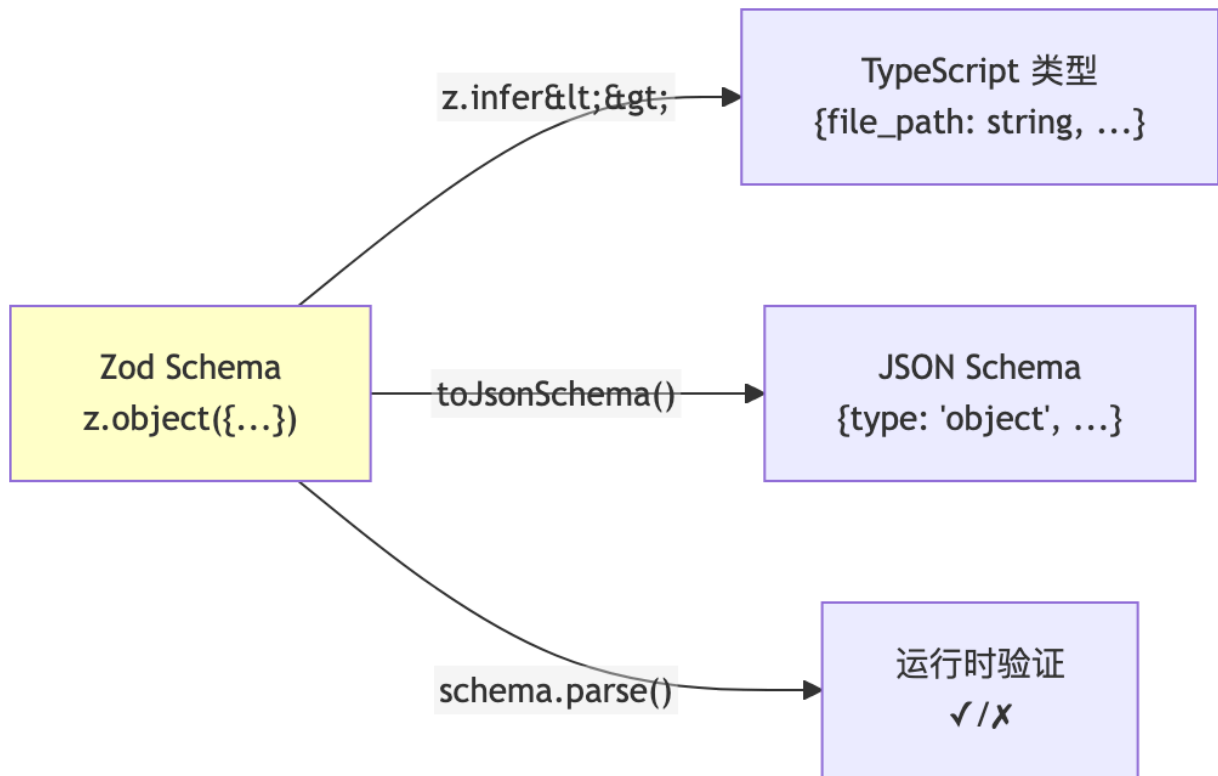 TypeScript 类型
{file_path: string, ...}
z.infer&lt;&gt;
Zod Schema
z.object({...})
toJsonSchema()
JSON Schema
{type: 'object', ...}
schema.parse()
运行时验证
✓/✗